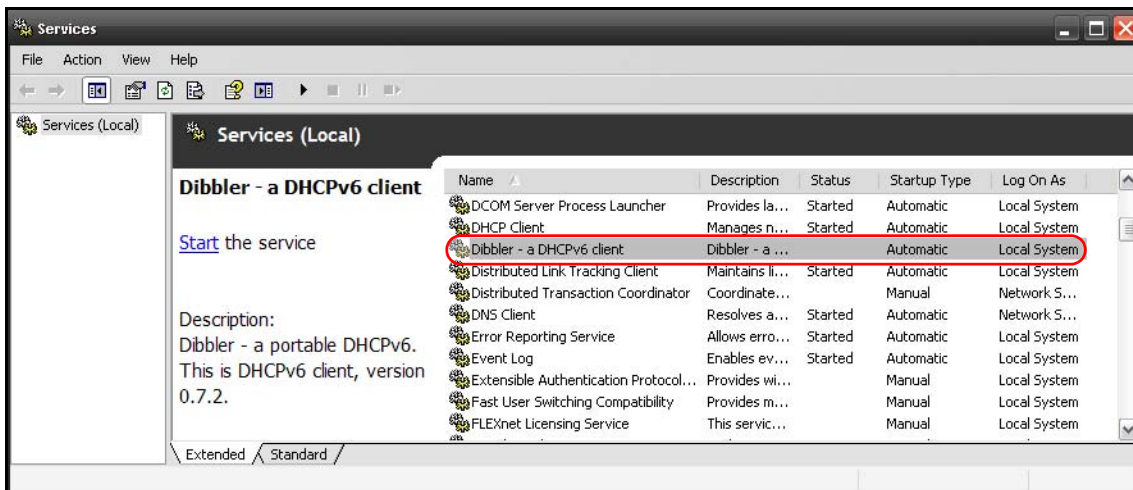 Services
File Action View Help
Services (Local)
Services (Local)
Dibbler - a DHCPv6 client
Start the service
Description:
Dibbler - a portable DHCPv6.
This is DHCPv6 client, version
0.7.2.
Name Description Status Startup Type Log On As
DCOM Server Process Launcher Provides la... Started Automatic Local System
DHCP Client Manages n... Started Automatic Local System
Dibbler - a DHCPv6 client Dibbler - a ... Automatic Local System
Distributed Link Tracking Client Maintains li... Started Automatic Local System
Distributed Transaction Coordinator Coordinate... Manual Network S...
DNS Client Resolves a... Started Automatic Network S...
Error Reporting Service Allows erro... Started Automatic Local System
Event Log Enables ev... Started Automatic Local System
Extensible Authentication Protocol... Provides wi... Manual Local System
Fast User Switching Compatibility Provides m... Manual Local System
FLEXnet Licensing Service This servic... Manual Local System
Extended Standard